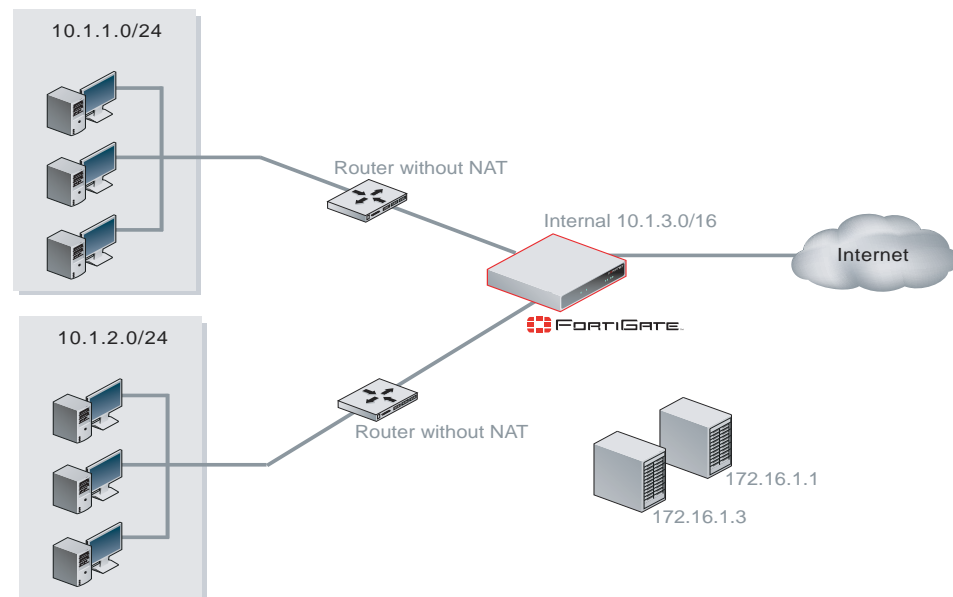 10.1.1.0/24
Router without NAT
Internal 10.1.3.0/16
Internet
FORTIGATE
10.1.2.0/24
Router without NAT
172.16.1.1
172.16.1.3